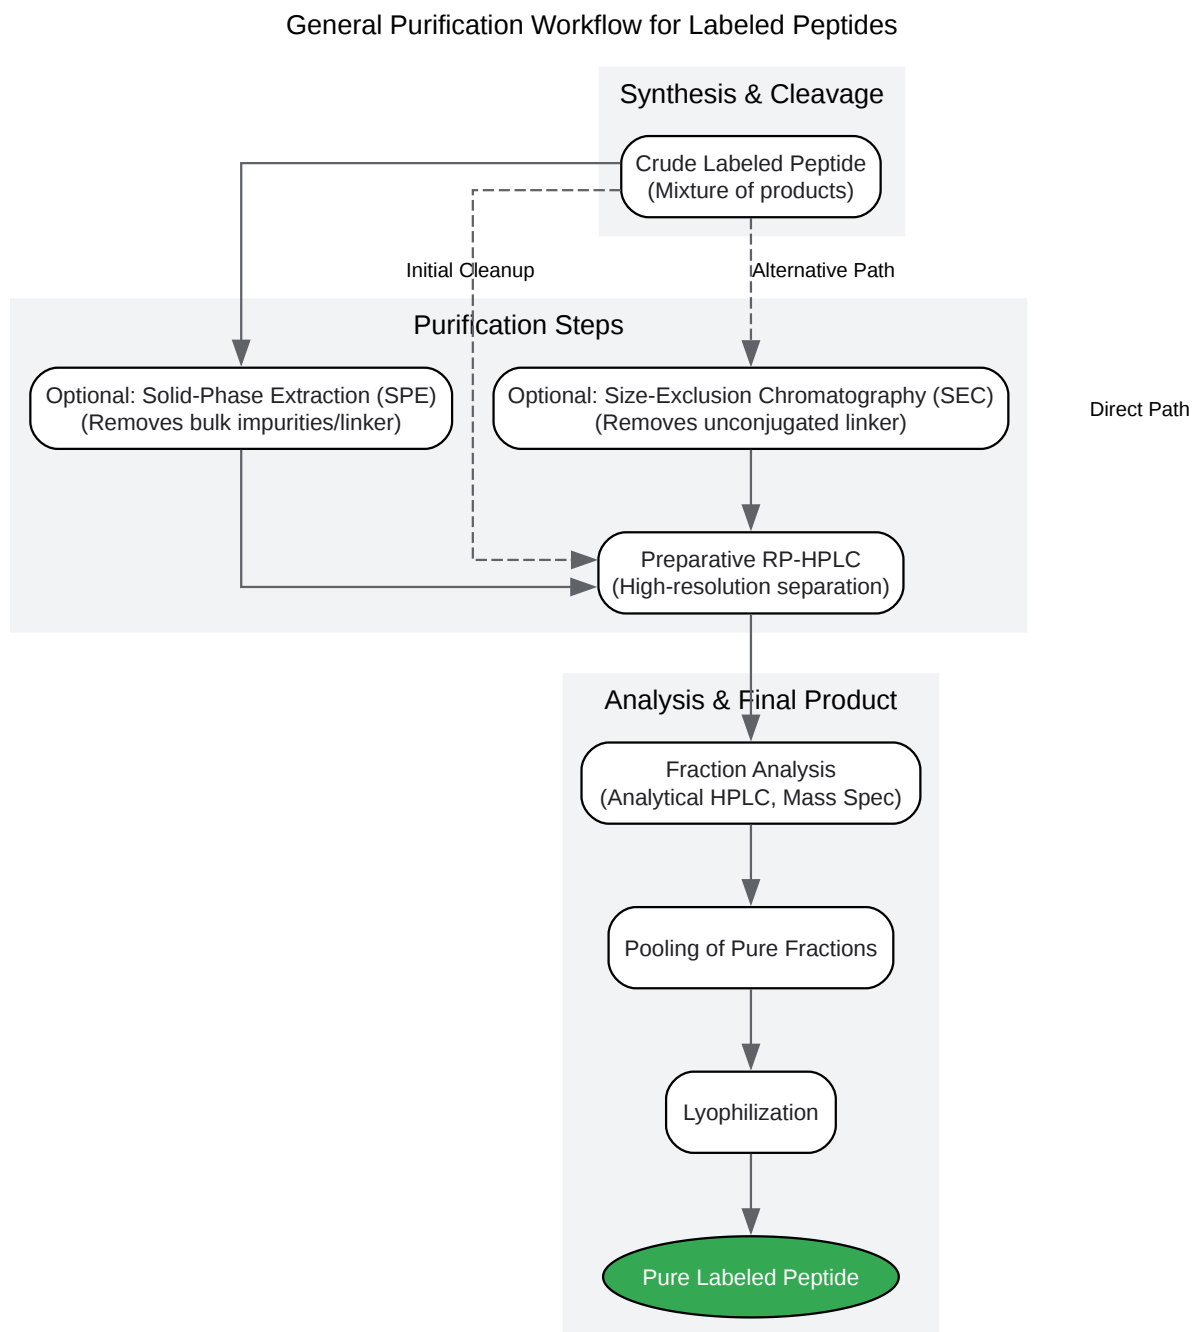 General Purification Workflow for Labeled Peptides
Synthesis & Cleavage
Crude Labeled Peptide
(Mixture of products)
Initial Cleanup
Alternative Path
Purification Steps
Optional: Solid-Phase Extraction (SPE)
(Removes bulk impurities/linker)
Optional: Size-Exclusion Chromatography (SEC)
(Removes unconjugated linker)
Direct Path
Preparative RP-HPLC
(High-resolution separation)
Analysis & Final Product
Fraction Analysis
(Analytical HPLC, Mass Spec)
Pooling of Pure Fractions
Lyophilization
Pure Labeled Peptide